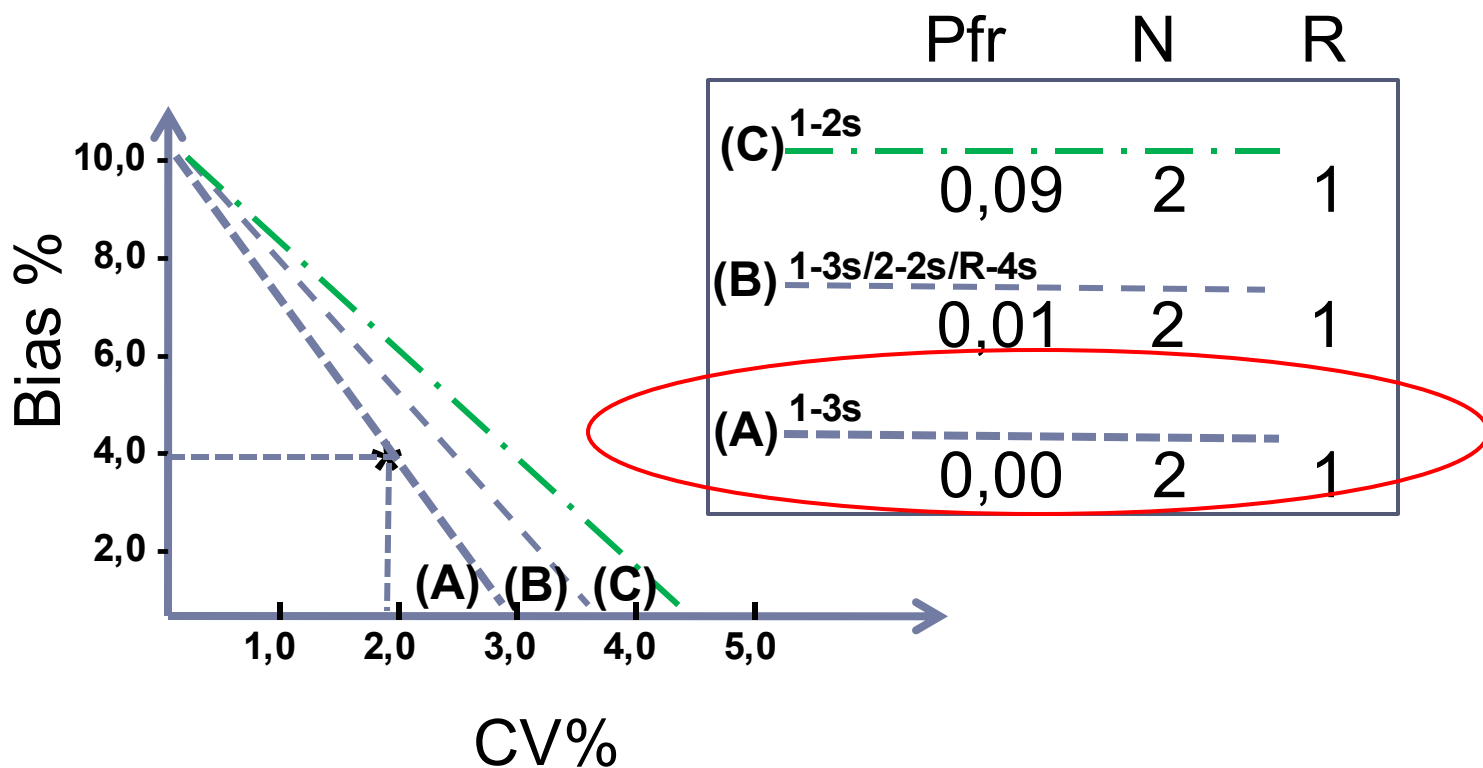 Pfr N R
(C) 1-2s
0,09 2 1
(B) 1-3s/2-2s/R-4s
0,01 2 1
(A) 1-3s
0,00 2 1
Bias %
10,0
8,0
6,0
4,0
2,0
(A) (B) (C)
1,0 2,0 3,0 4,0 5,0
CV%